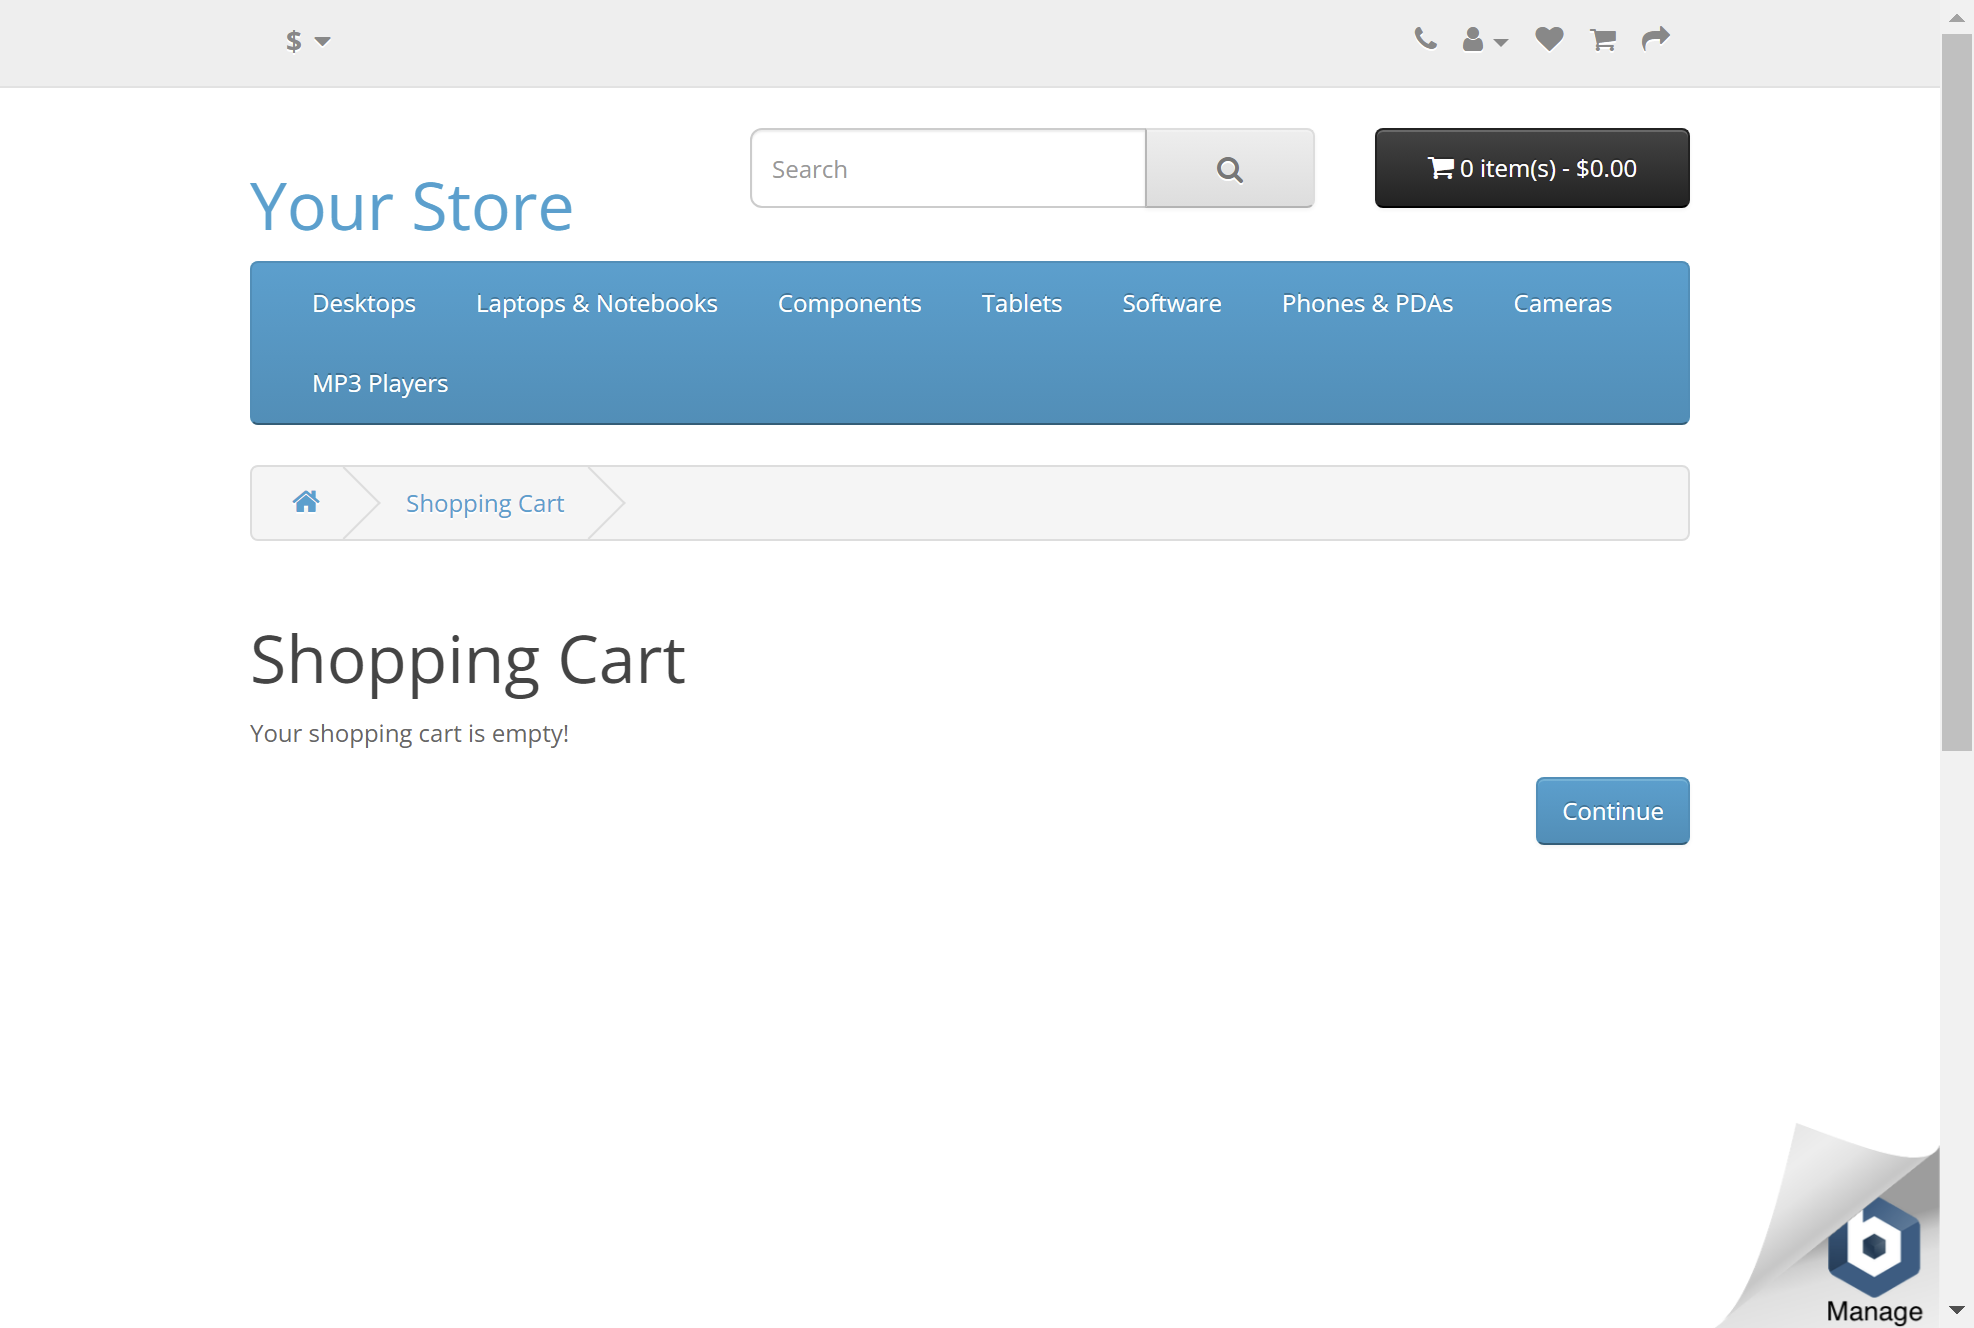 $
Search
0 item(s) - $0.00
Your Store
Desktops
Laptops & Notebooks
Components
Tablets
Software
Phones & PDAs
Cameras
MP3 Players
Shopping Cart
Shopping Cart
Your shopping cart is empty!
Continue
b
Manage